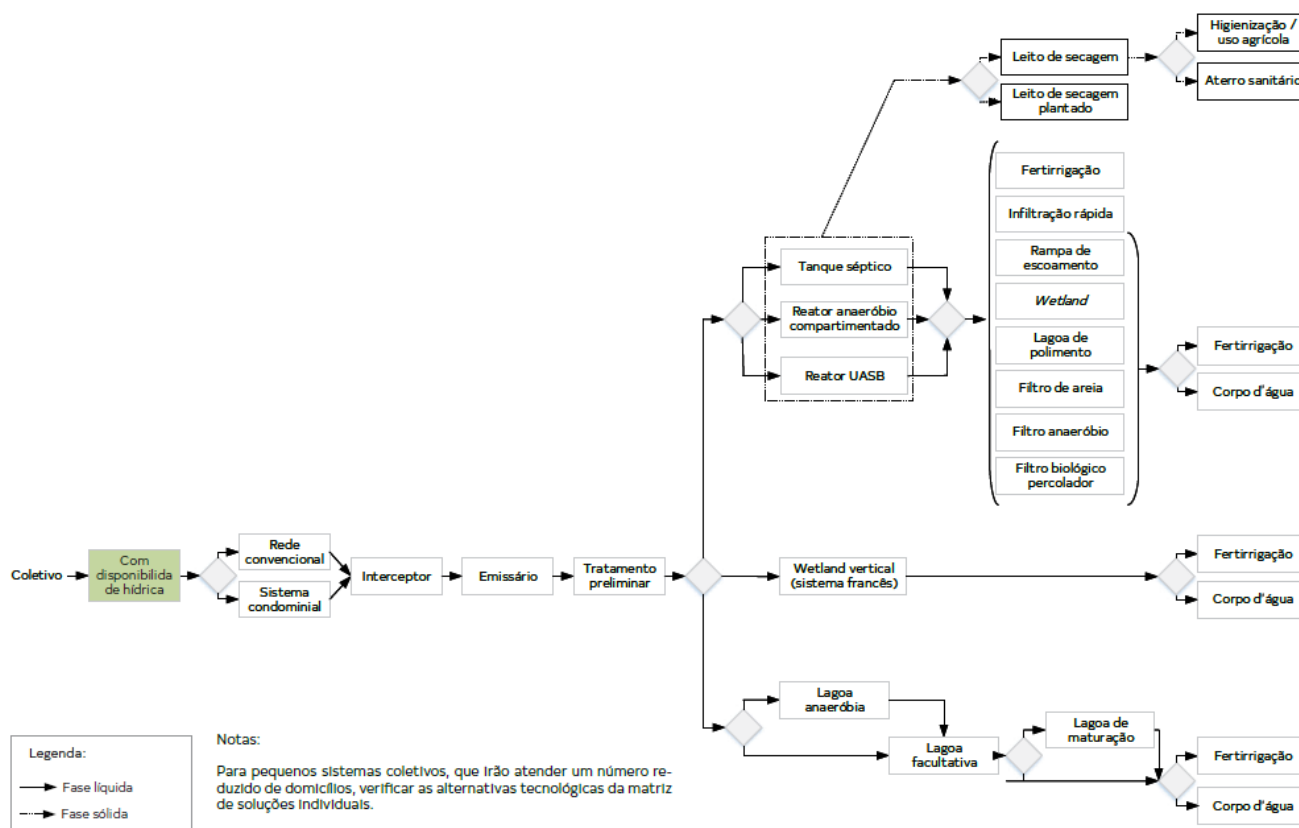 Higienização /
uso agrícola
Leito de secagem
Aterro sanitário
Leito de secagem
plantado
Fertirrigação
Infiltração rápida
Rampa de
escoamento
Tanque séptico
Wetland
Reator anaeróbio
compartimentado
Lagoa de
polimento
Fertirrigação
Reator UASB
Filtro de areia
Corpo d'água
Filtro anaeróbio
Filtro biológico
percolador
Coletivo
Com
disponibilida
de hídrica
Rede
convencional
Sistema
condominial
Interceptor
Emissário
Tratamento
preliminar
Wetland vertical
(sistema francês)
Fertirrigação
Corpo d'água
Lagoa
anaeróbia
Lagoa
facultativa
Lagoa de
maturação
Fertirrigação
Corpo d'água
Legenda:
Fase líquida
Fase sólida
Notas:
Para pequenos sistemas coletivos, que irão atender um número re-
duzido de domicílios, verificar as alternativas tecnológicas da matriz
de soluções individuais.